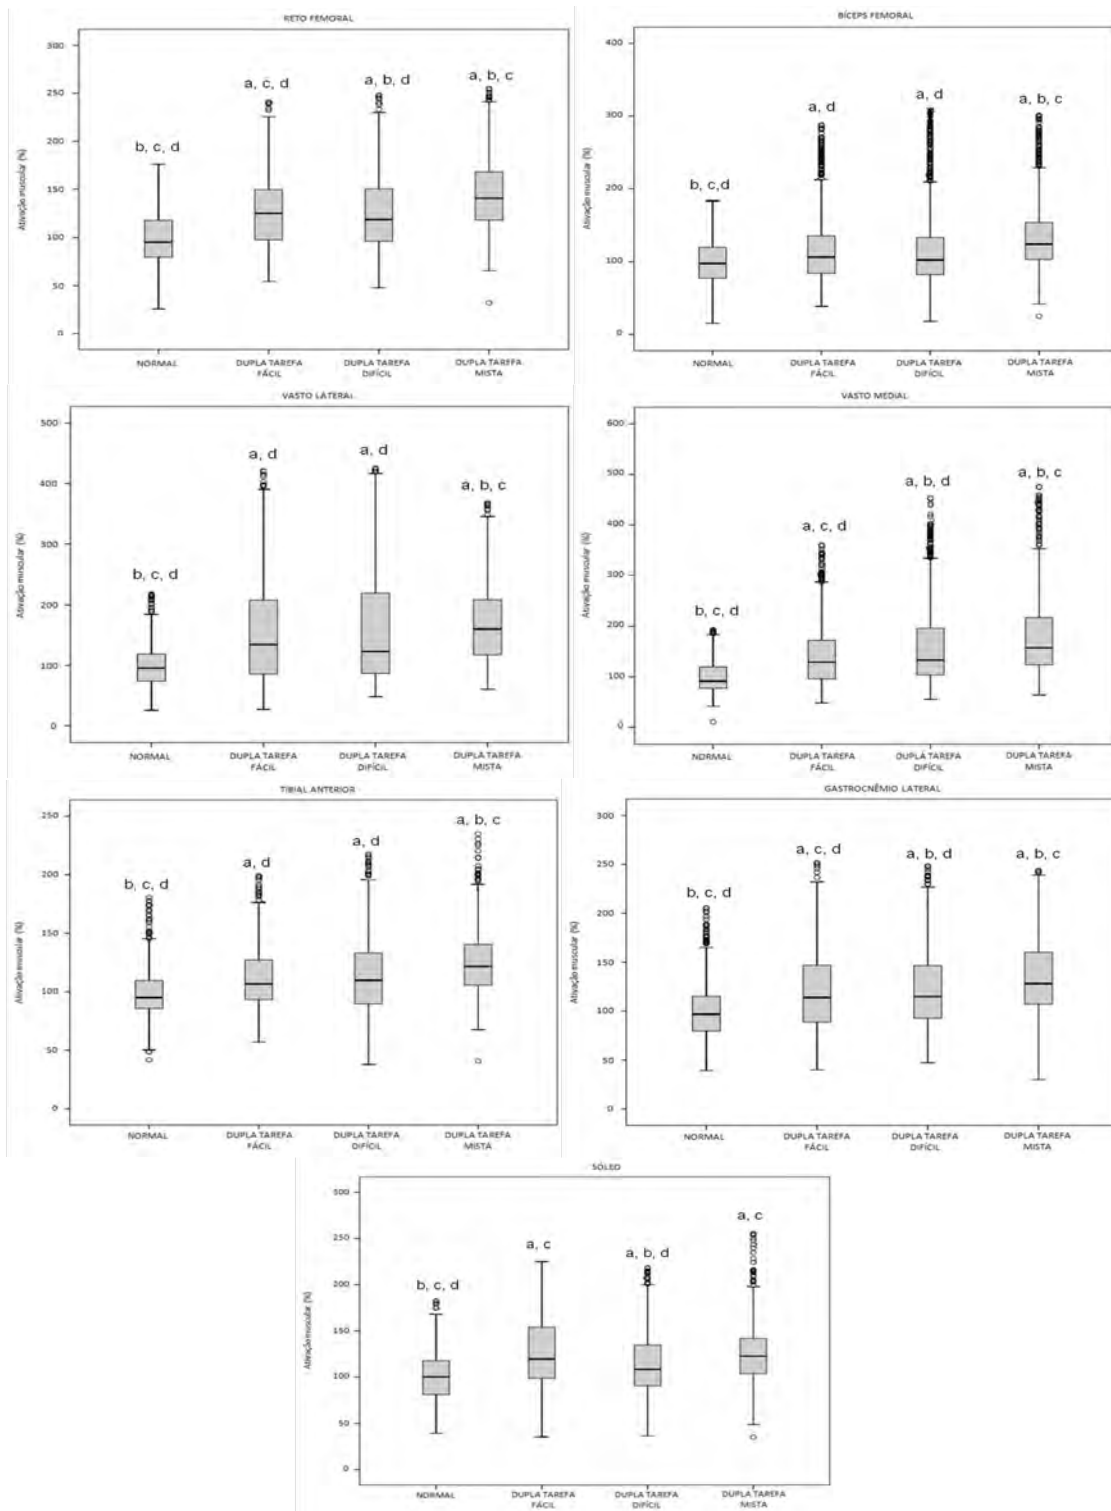 RETO FEMORAL
Ativação muscular (%)
300
250
200
150
100
50
0
b, c, d
a, c, d
a, b, d
a, b, c
NORMAL
DUPLA TAREFA
FÁCIL
DUPLA TAREFA
DIFÍCIL
DUPLA TAREFA
MISTA
BÍCEPS FEMORAL
Ativação muscular (%)
400
300
200
100
0
b, c,d
a, d
a, d
a, b, c
NORMAL
DUPLA TAREFA
FÁCIL
DUPLA TAREFA
DIFÍCIL
DUPLA TAREFA
MISTA
VASTO LATERAL
Ativação muscular (%)
500
400
300
200
100
0
b, c, d
a, d
a, d
a, b, c
NORMAL
DUPLA TAREFA
FÁCIL
DUPLA TAREFA
DIFÍCIL
DUPLA TAREFA
MISTA
VASTO MEDIAL
Ativação muscular (%)
600
500
400
300
200
100
0
b, c, d
a, c, d
a, b, d
a, b, c
NORMAL
DUPLA TAREFA
FÁCIL
DUPLA TAREFA
DIFÍCIL
DUPLA TAREFA
MISTA
TIBIAL ANTERIOR
Ativação muscular (%)
250
200
150
100
50
0
b, c, d
a, d
a, d
a, b, c
NORMAL
DUPLA TAREFA
FÁCIL
DUPLA TAREFA
DIFÍCIL
DUPLA TAREFA
MISTA
GASTROCNÊMIO LATERAL
Ativação muscular (%)
300
250
200
150
100
50
0
b, c, d
a, c, d
a, b, d
a, b, c
NORMAL
DUPLA TAREFA
FÁCIL
DUPLA TAREFA
DIFÍCIL
DUPLA TAREFA
MISTA
SÓLEO
Ativação muscular (%)
300
250
200
150
100
50
0
b, c, d
a, c
a, b, d
a, c
NORMAL
DUPLA TAREFA
FÁCIL
DUPLA TAREFA
DIFÍCIL
DUPLA TAREFA
MISTA